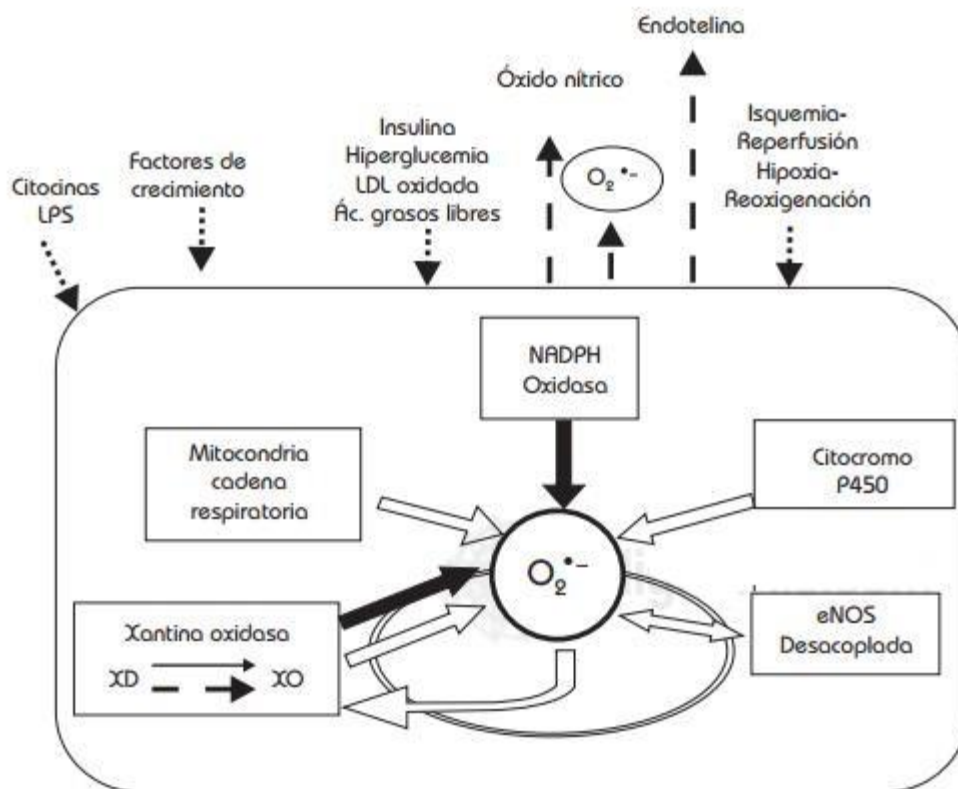 Endotelina
Óxido nítrico
O₂•−
Isquemia-
Reperfusión
Hipoxia-
Reoxigenación
Insulina
Hiperglucemia
LDL oxidada
Ác. grasos libres
Factores de
crecimiento
Citocinas
LPS
NADPH
Oxidasa
Mitocondria
cadena
respiratoria
Citocromo
P450
O₂•−
Xantina oxidasa
XD XO
eNOS
Desacoplada